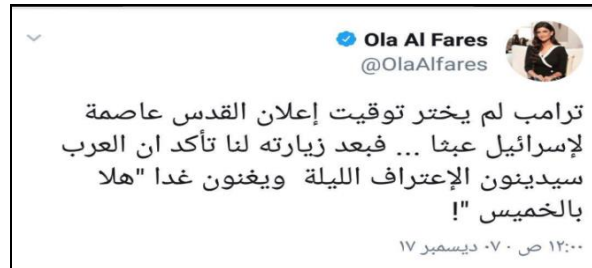 Ola Al Fares
@OlaAlfares
ترامب لم يختر توقيت إعلان القدس عاصمة
لإسرائيل عبثا ... فبعد زيارته لنا تأكد ان العرب
سيدينون الإعتراف الليلة ويغنون غدا "هلا
بالخميس "!
١٢:٠٠ ص · ٠٧ ديسمبر ١٧